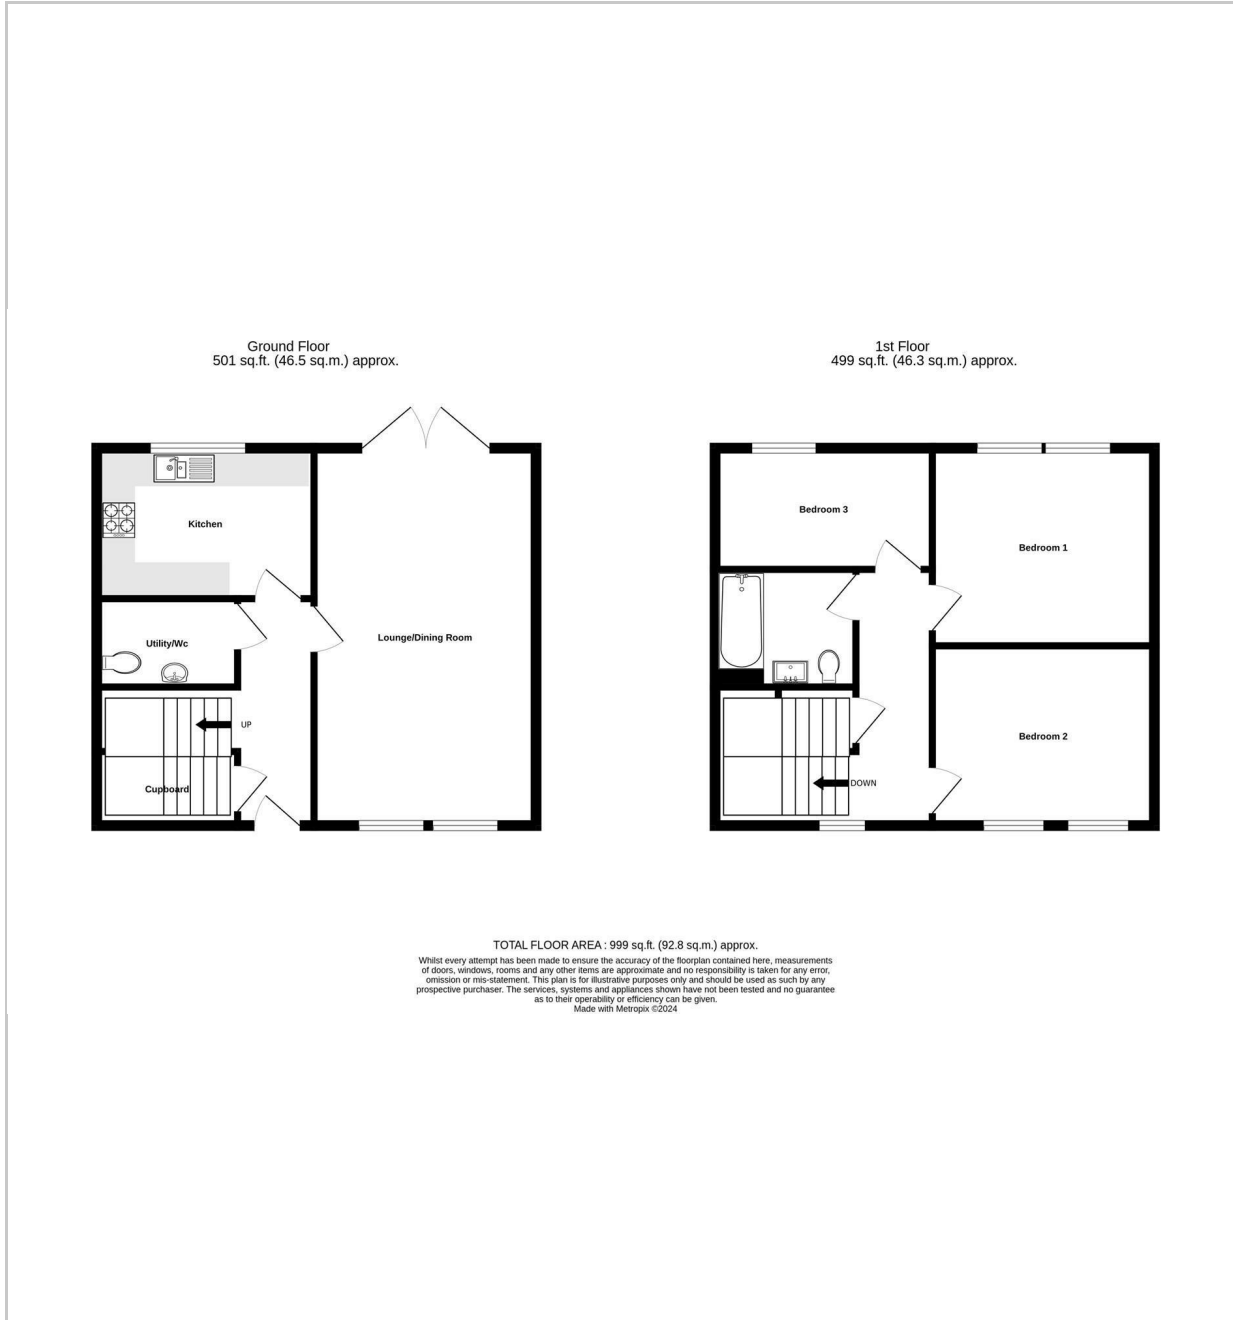 Ground Floor
501 sq.ft. (46.5 sq.m.) approx.
1st Floor
499 sq.ft. (46.3 sq.m.) approx.
Kitchen
Utility/Wc
Lounge/Dining Room
UP
Cupboard
Bedroom 3
Bedroom 1
Bedroom 2
DOWN
TOTAL FLOOR AREA : 999 sq.ft. (92.8 sq.m.) approx.
Whilst every attempt has been made to ensure the accuracy of the floorplan contained here, measurements
of doors, windows, rooms and any other items are approximate and no responsibility is taken for any error,
omission or mis-statement. This plan is for illustrative purposes only and should be used as such by any
prospective purchaser. The services, systems and appliances shown have not been tested and no guarantee
as to their operability or efficiency can be given.
Made with Metropix ©2024